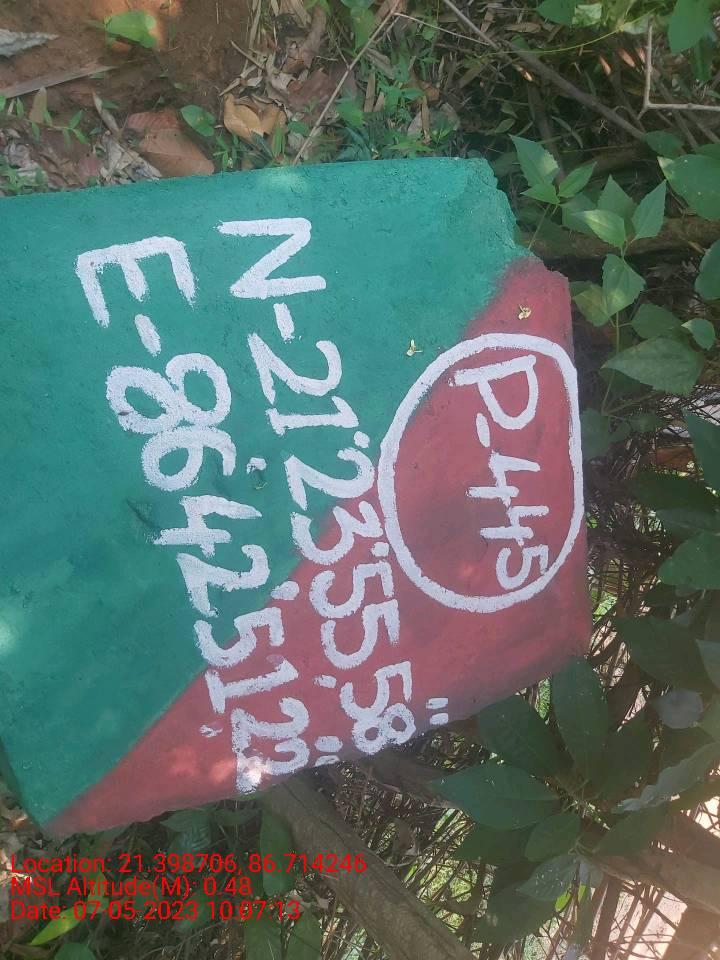 P-445
N-21°23'55.58"
E-86°42'51.22"
Location: 21.398706, 86.714246
MSL Altitude(M): 0.48
Date: 07-05-2023 10:07:13